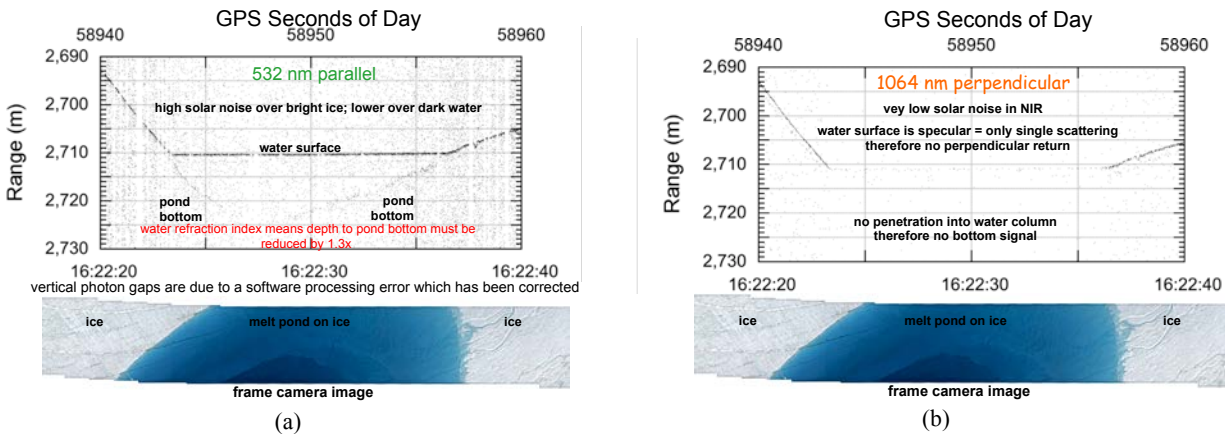 GPS Seconds of Day
58940 58950 58960
2,690
532 nm parallel
high solar noise over bright ice; lower over dark water
2,700
Range (m)
water surface
2,710
pond
bottom
pond
bottom
2,720
water refraction index means depth to pond bottom must be
reduced by 1.3x
2,730
16:22:20 16:22:30 16:22:40
vertical photon gaps are due to a software processing error which has been corrected
ice melt pond on ice ice
frame camera image
(a)
GPS Seconds of Day
58940 58950 58960
2,690
1064 nm perpendicular
vey low solar noise in NIR
2,700
water surface is specular = only single scattering
therefore no perpendicular return
Range (m)
2,710
2,720
no penetration into water column
therefore no bottom signal
2,730
16:22:20 16:22:30 16:22:40
ice melt pond on ice ice
frame camera image
(b)